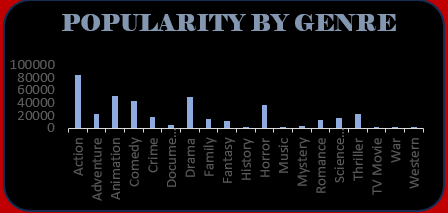 POPULARITY BY GENRE
100000
80000
60000
40000
20000
0
Action
Adventure
Animation
Comedy
Crime
Docume...
Drama
Family
Fantasy
History
Horror
Music
Mystery
Romance
Science...
Thriller
TV Movie
War
Western